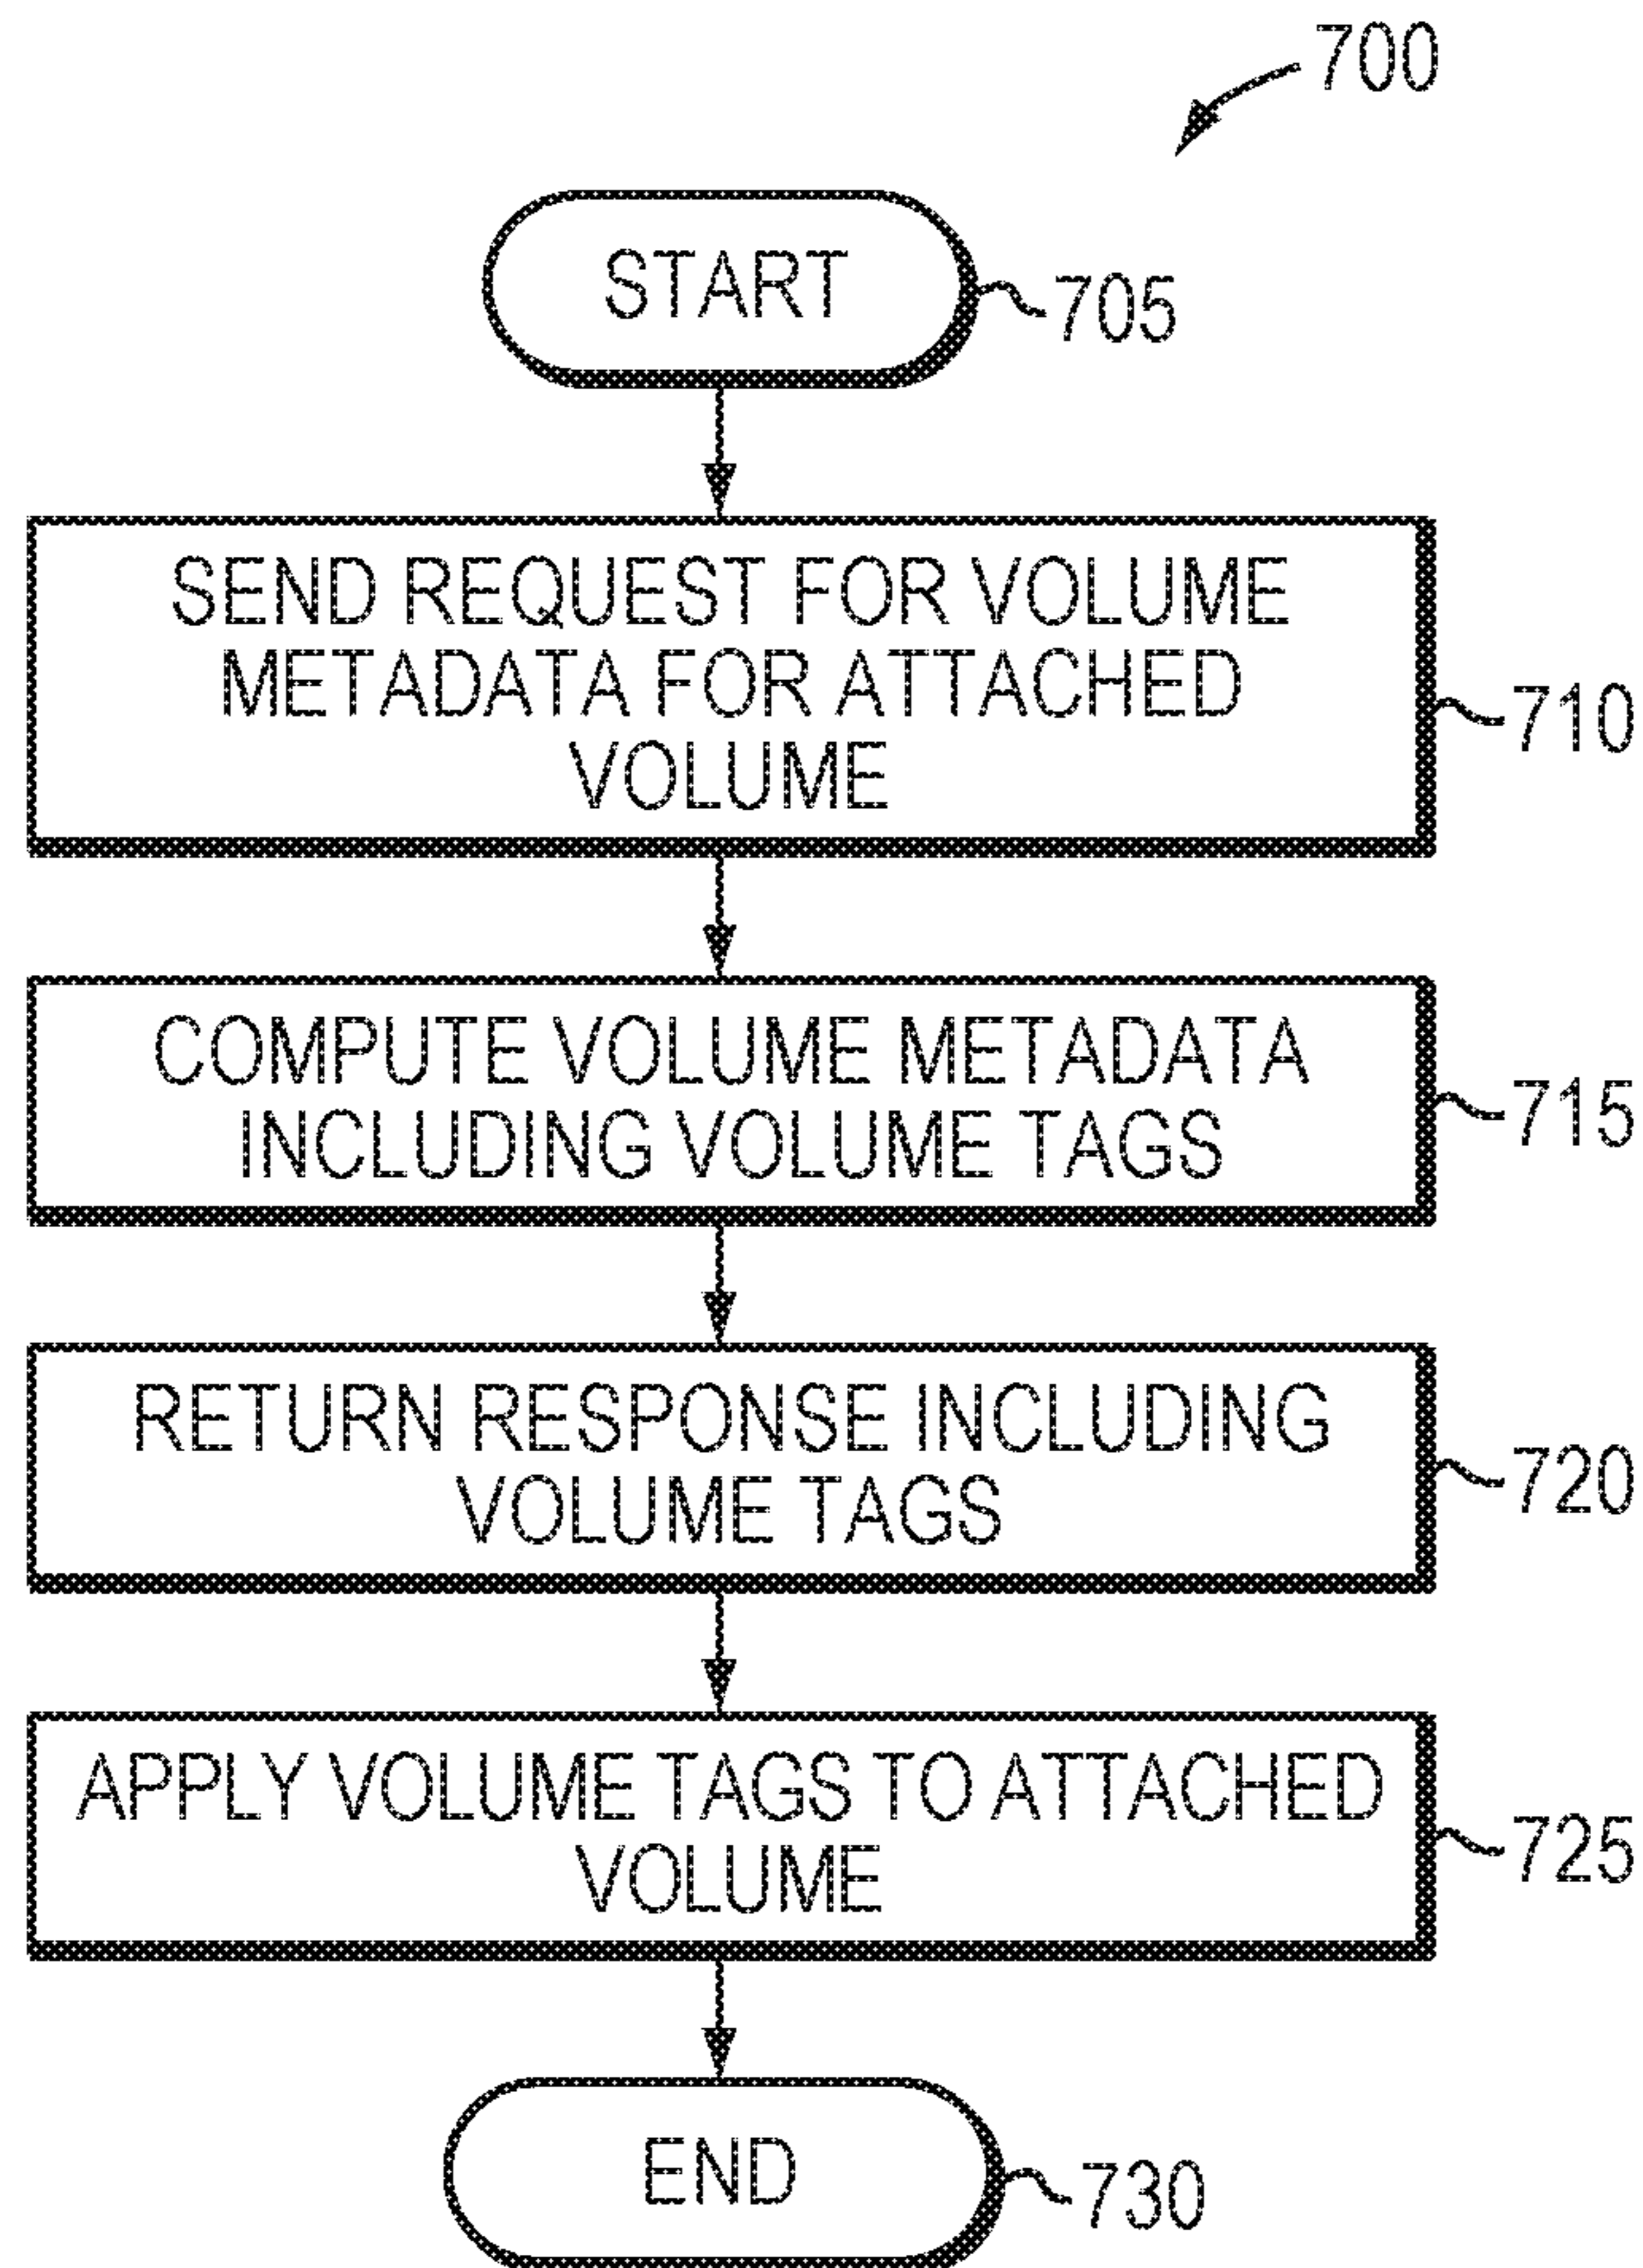 700
START
705
SEND REQUEST FOR VOLUME
METADATA FOR ATTACHED
VOLUME
710
COMPUTE VOLUME METADATA
INCLUDING VOLUME TAGS
715
RETURN RESPONSE INCLUDING
VOLUME TAGS
720
APPLY VOLUME TAGS TO ATTACHED
VOLUME
725
END
730